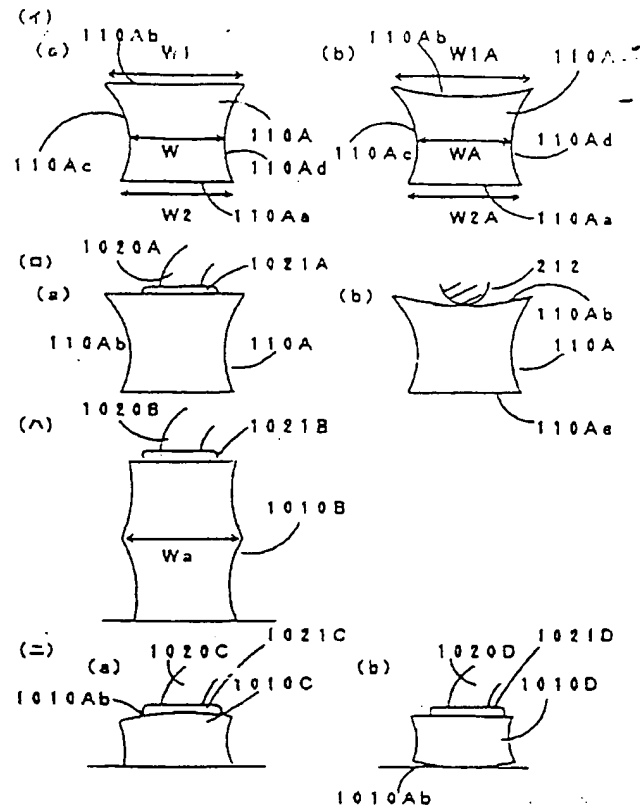 (イ)
(a) 110Ab (b) 110Ab
W1 W1A 110A
110A
110Ac W 110Ad 110Ac WA 110Ad
W2 110Aa W2A 110Aa
(ロ) 1020A 1021A
(a) (b) 212
110Ab 110Ab
110A 110A
110Ae
(ハ) 1020B 1021B
1010B
Wa
(ニ) (a) 1020C 1021C (b) 1020D 1021D
1010Ab 1010C 1010D
1010Ab